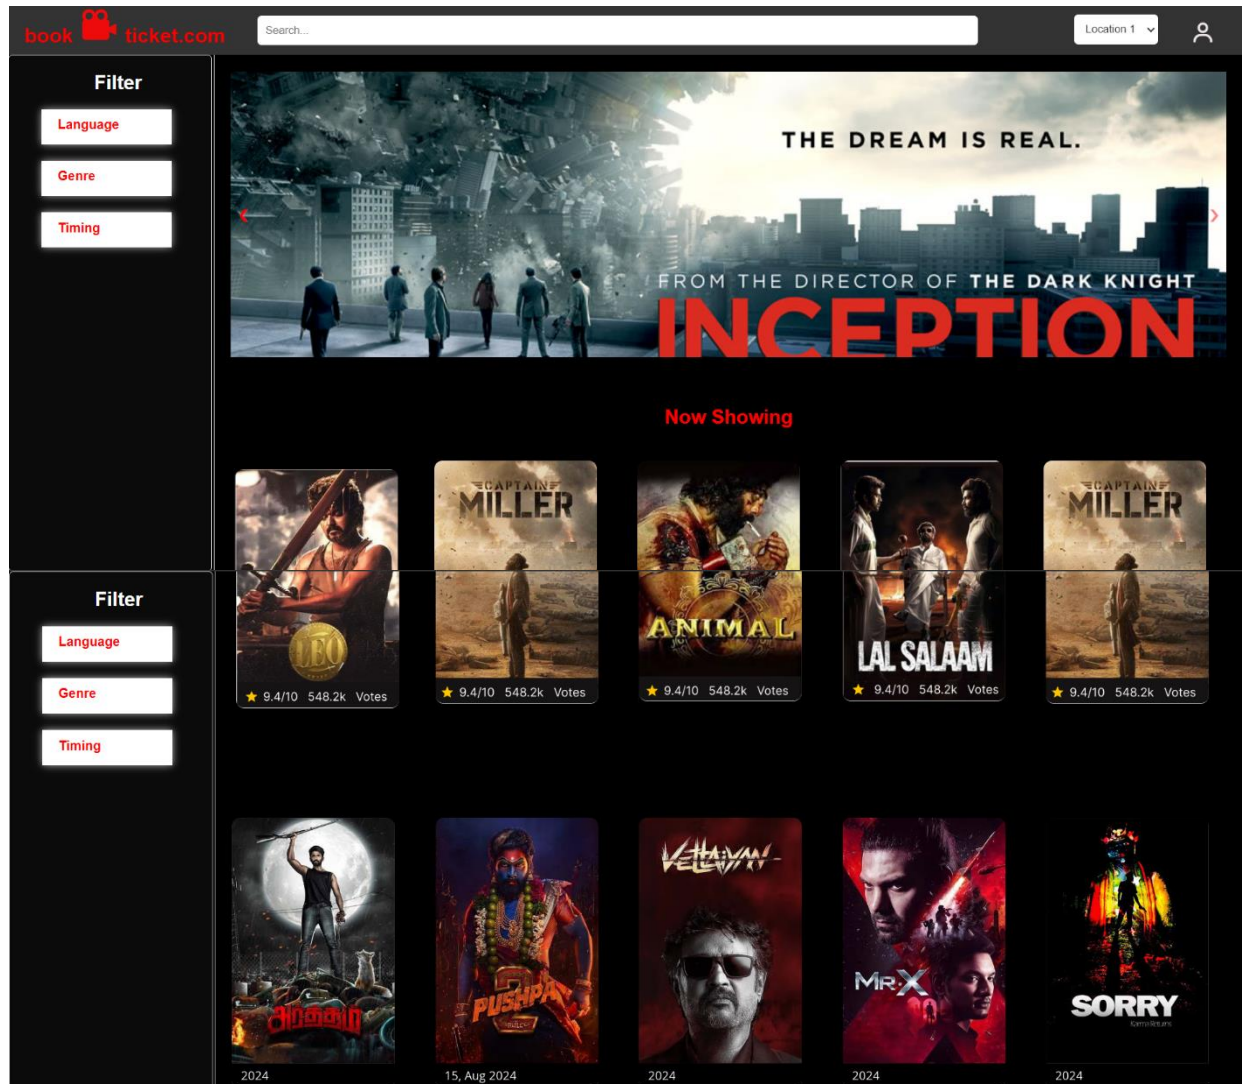 book ticket.com
Search...
Location 1
Filter
Language
Genre
Timing
THE DREAM IS REAL.
FROM THE DIRECTOR OF THE DARK KNIGHT
INCEPTION
Now Showing
CAPTAIN
MILLER
CAPTAIN
MILLER
Filter
Language
Genre
Timing
LEO
ANIMAL
LAL SALAAM
9.4/10 548.2k Votes
9.4/10 548.2k Votes
9.4/10 548.2k Votes
9.4/10 548.2k Votes
9.4/10 548.2k Votes
VETTAIYAN
PUSHPA
2
MR.X
SORRY
Karma Returns
2024
15, Aug 2024
2024
2024
2024